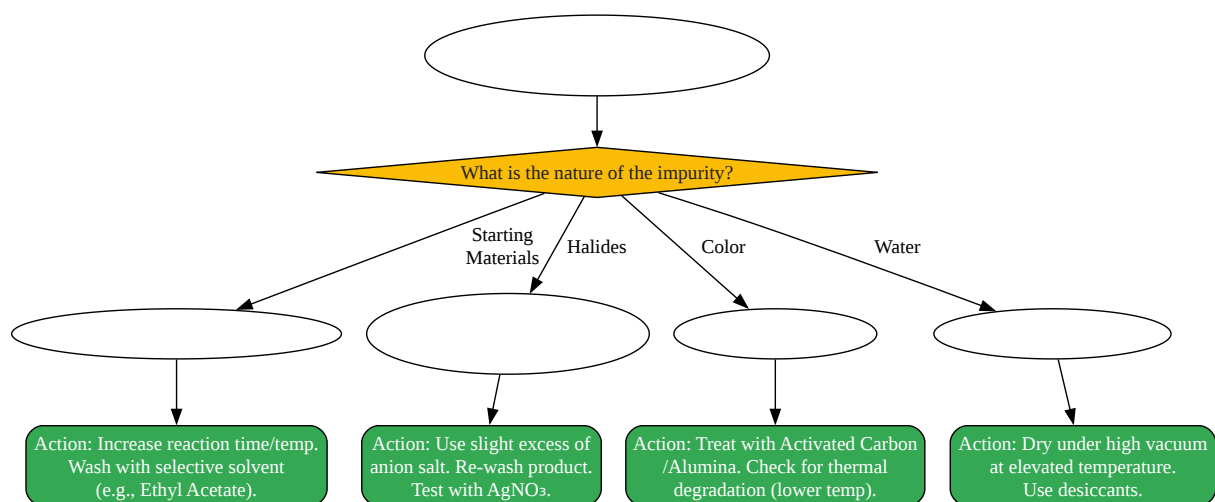 What is the nature of the impurity?
Starting
Materials
Halides
Color
Water
Action: Increase reaction time/temp.
Wash with selective solvent
(e.g., Ethyl Acetate).
Action: Use slight excess of
anion salt. Re-wash product.
Test with AgNO₃.
Action: Treat with Activated Carbon
/Alumina. Check for thermal
degradation (lower temp).
Action: Dry under high vacuum
at elevated temperature.
Use desiccants.